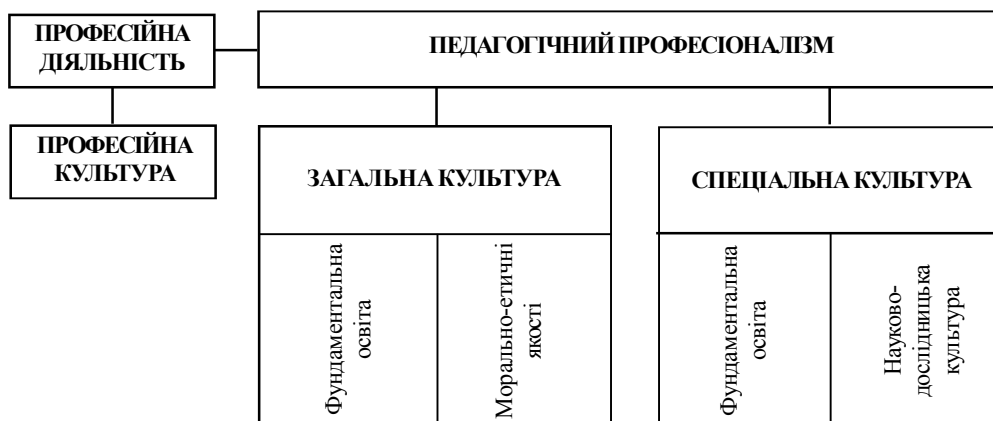 ПРОФЕСІЙНА
ДІЯЛЬНІСТЬ
ПЕДАГОГІЧНИЙ ПРОФЕСІОНАЛІЗМ
ПРОФЕСІЙНА
КУЛЬТУРА
ЗАГАЛЬНА КУЛЬТУРА
СПЕЦІАЛЬНА КУЛЬТУРА
Фундаментальна
освіта
Морально-етичні
якості
Фундаментальна
освіта
Науково-
дослідницька
культура